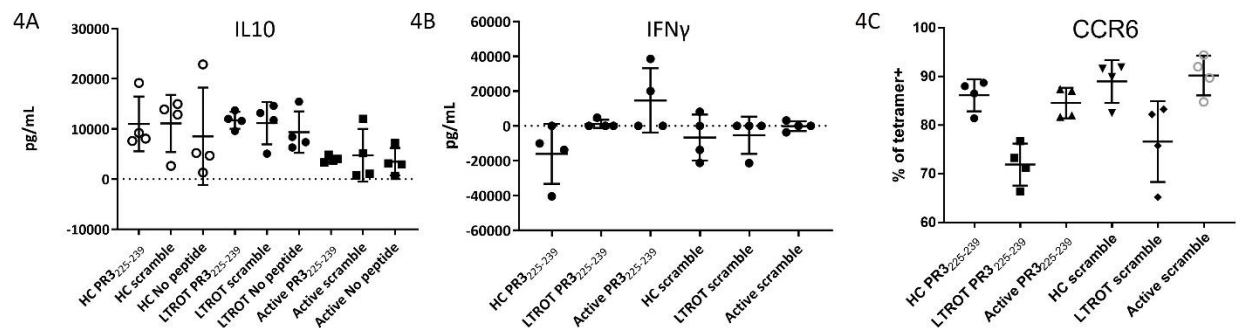 4A
IL10
30000
20000
10000
0
-10000
pg/mL
HC PR3225-239
HC scramble
HC No peptide
LTROT PR3225-239
LTROT scramble
LTROT No peptide
Active PR3225-239
Active scramble
Active No peptide
4B
IFNγ
60000
40000
20000
0
-20000
-40000
-60000
pg/mL
HC PR3225-239
LTROT PR3225-239
Active PR3225-239
HC scramble
LTROT scramble
Active scramble
4C
CCR6
100
90
80
70
60
% of tetramer+
HC PR3225-239
LTROT PR3225-239
Active PR3225-239
HC scramble
LTROT scramble
Active scramble